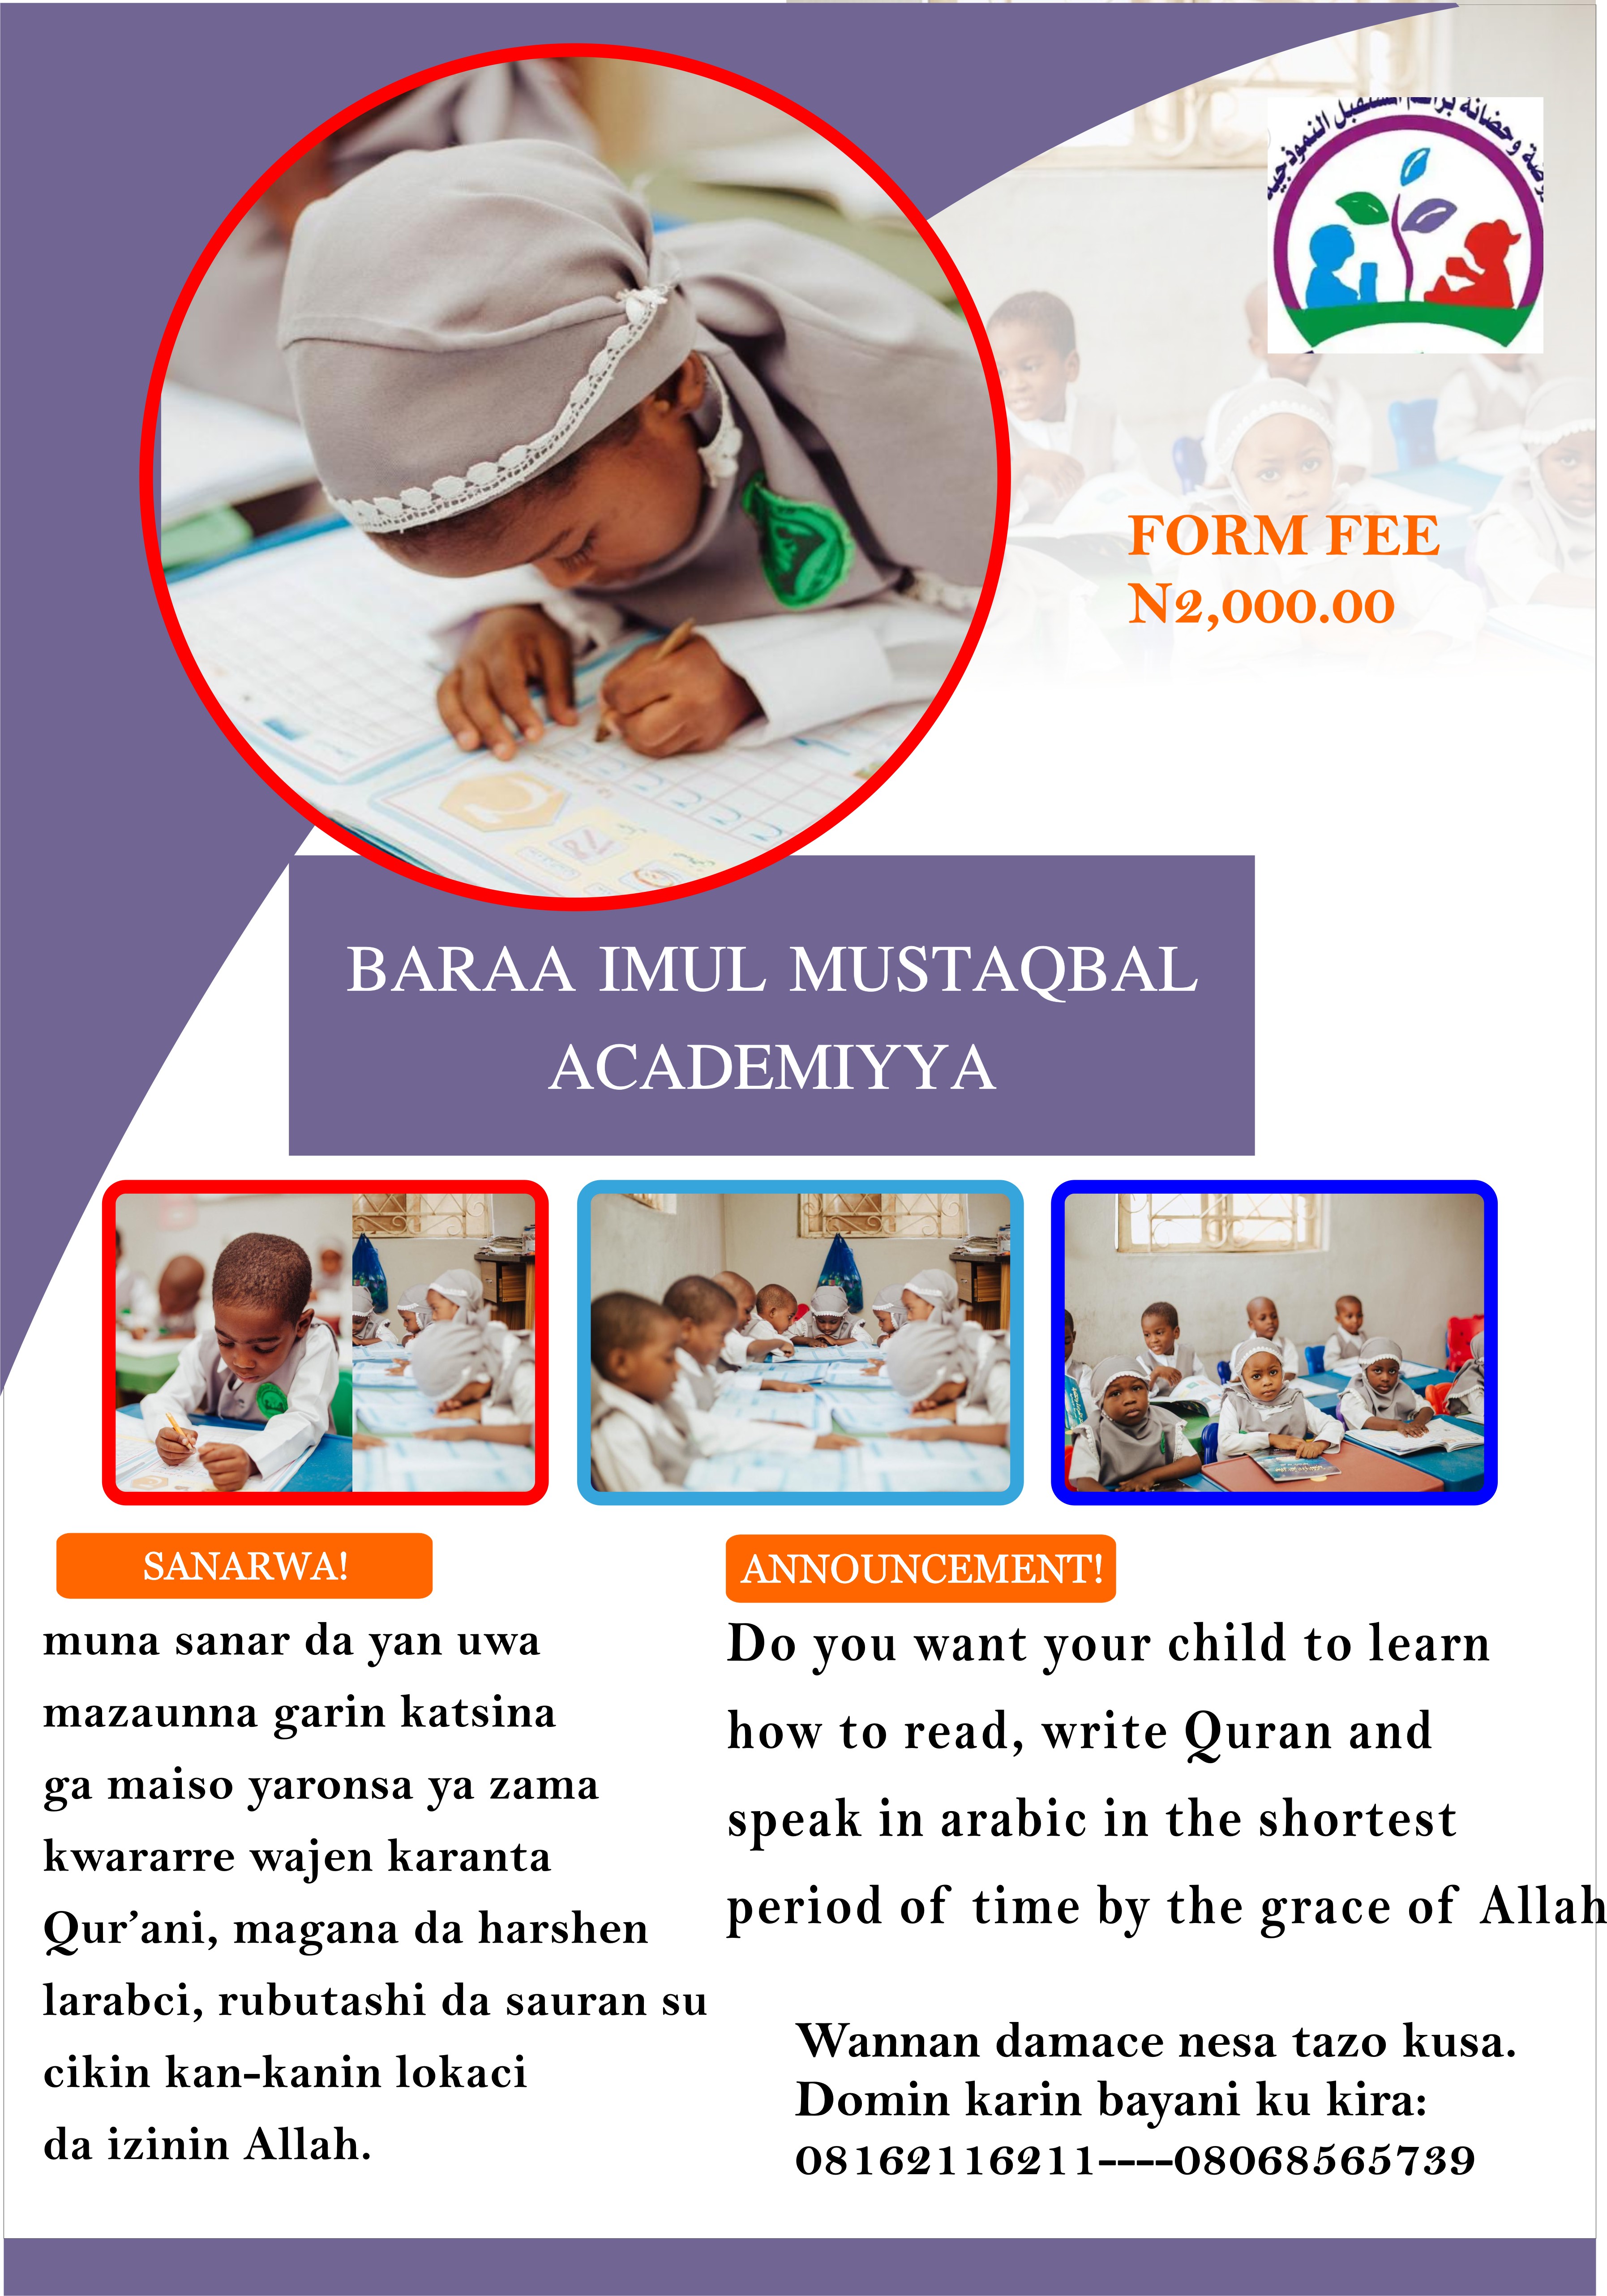 وحضانة براعم المستقبل النموذجية
FORM FEE
N2,000.00
BARAA IMUL MUSTAQBAL
ACADEMIYYA
SANARWA!
muna sanar da yan uwa
mazaunna garin katsina
ga maiso yaronsa ya zama
kwararre wajen karanta
Qur’ani, magana da harshen
larabci, rubutashi da sauran su
cikin kan-kanin lokaci
da izinin Allah.
ANNOUNCEMENT!
Do you want your child to learn
how to read, write Quran and
speak in arabic in the shortest
period of time by the grace of Allah
Wannan damace nesa tazo kusa.
Domin karin bayani ku kira:
08162116211----08068565739